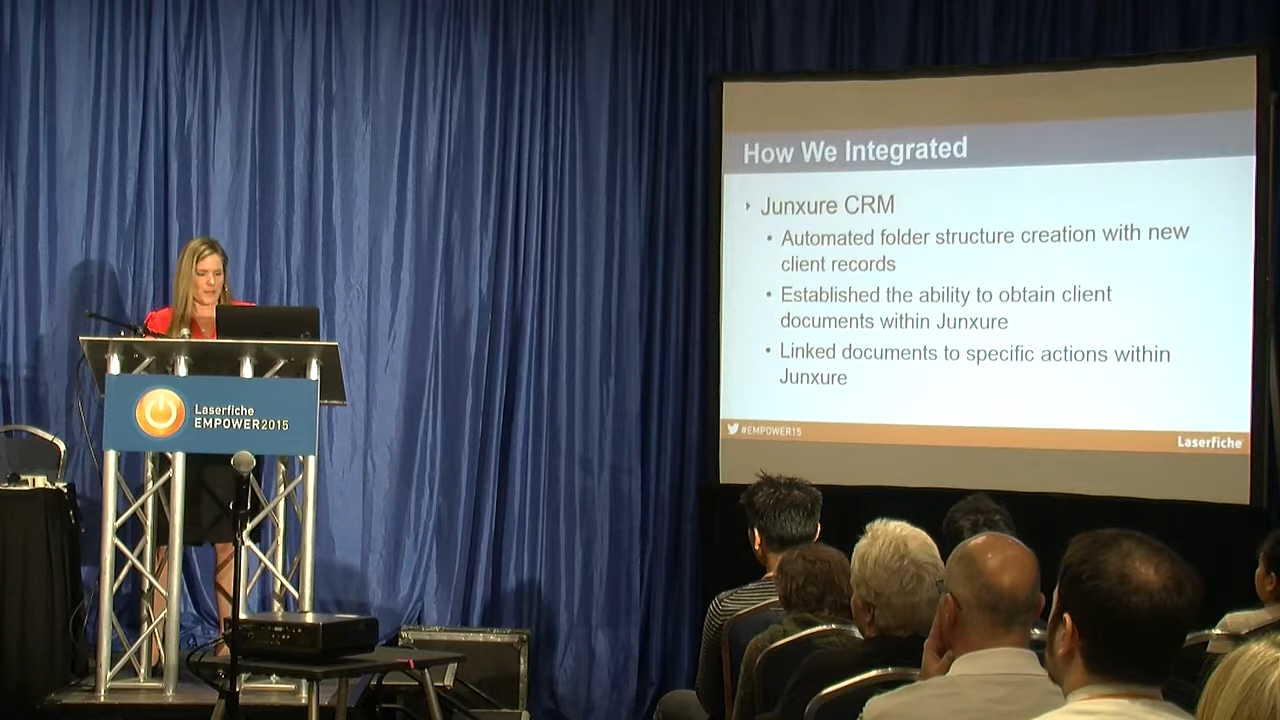 How We Integrated
Junxure CRM
• Automated folder structure creation with new
client records
• Established the ability to obtain client
documents within Junxure
• Linked documents to specific actions within
Junxure
#EMPOWER15
Laserfiche
Laserfiche
EMPOWER2015